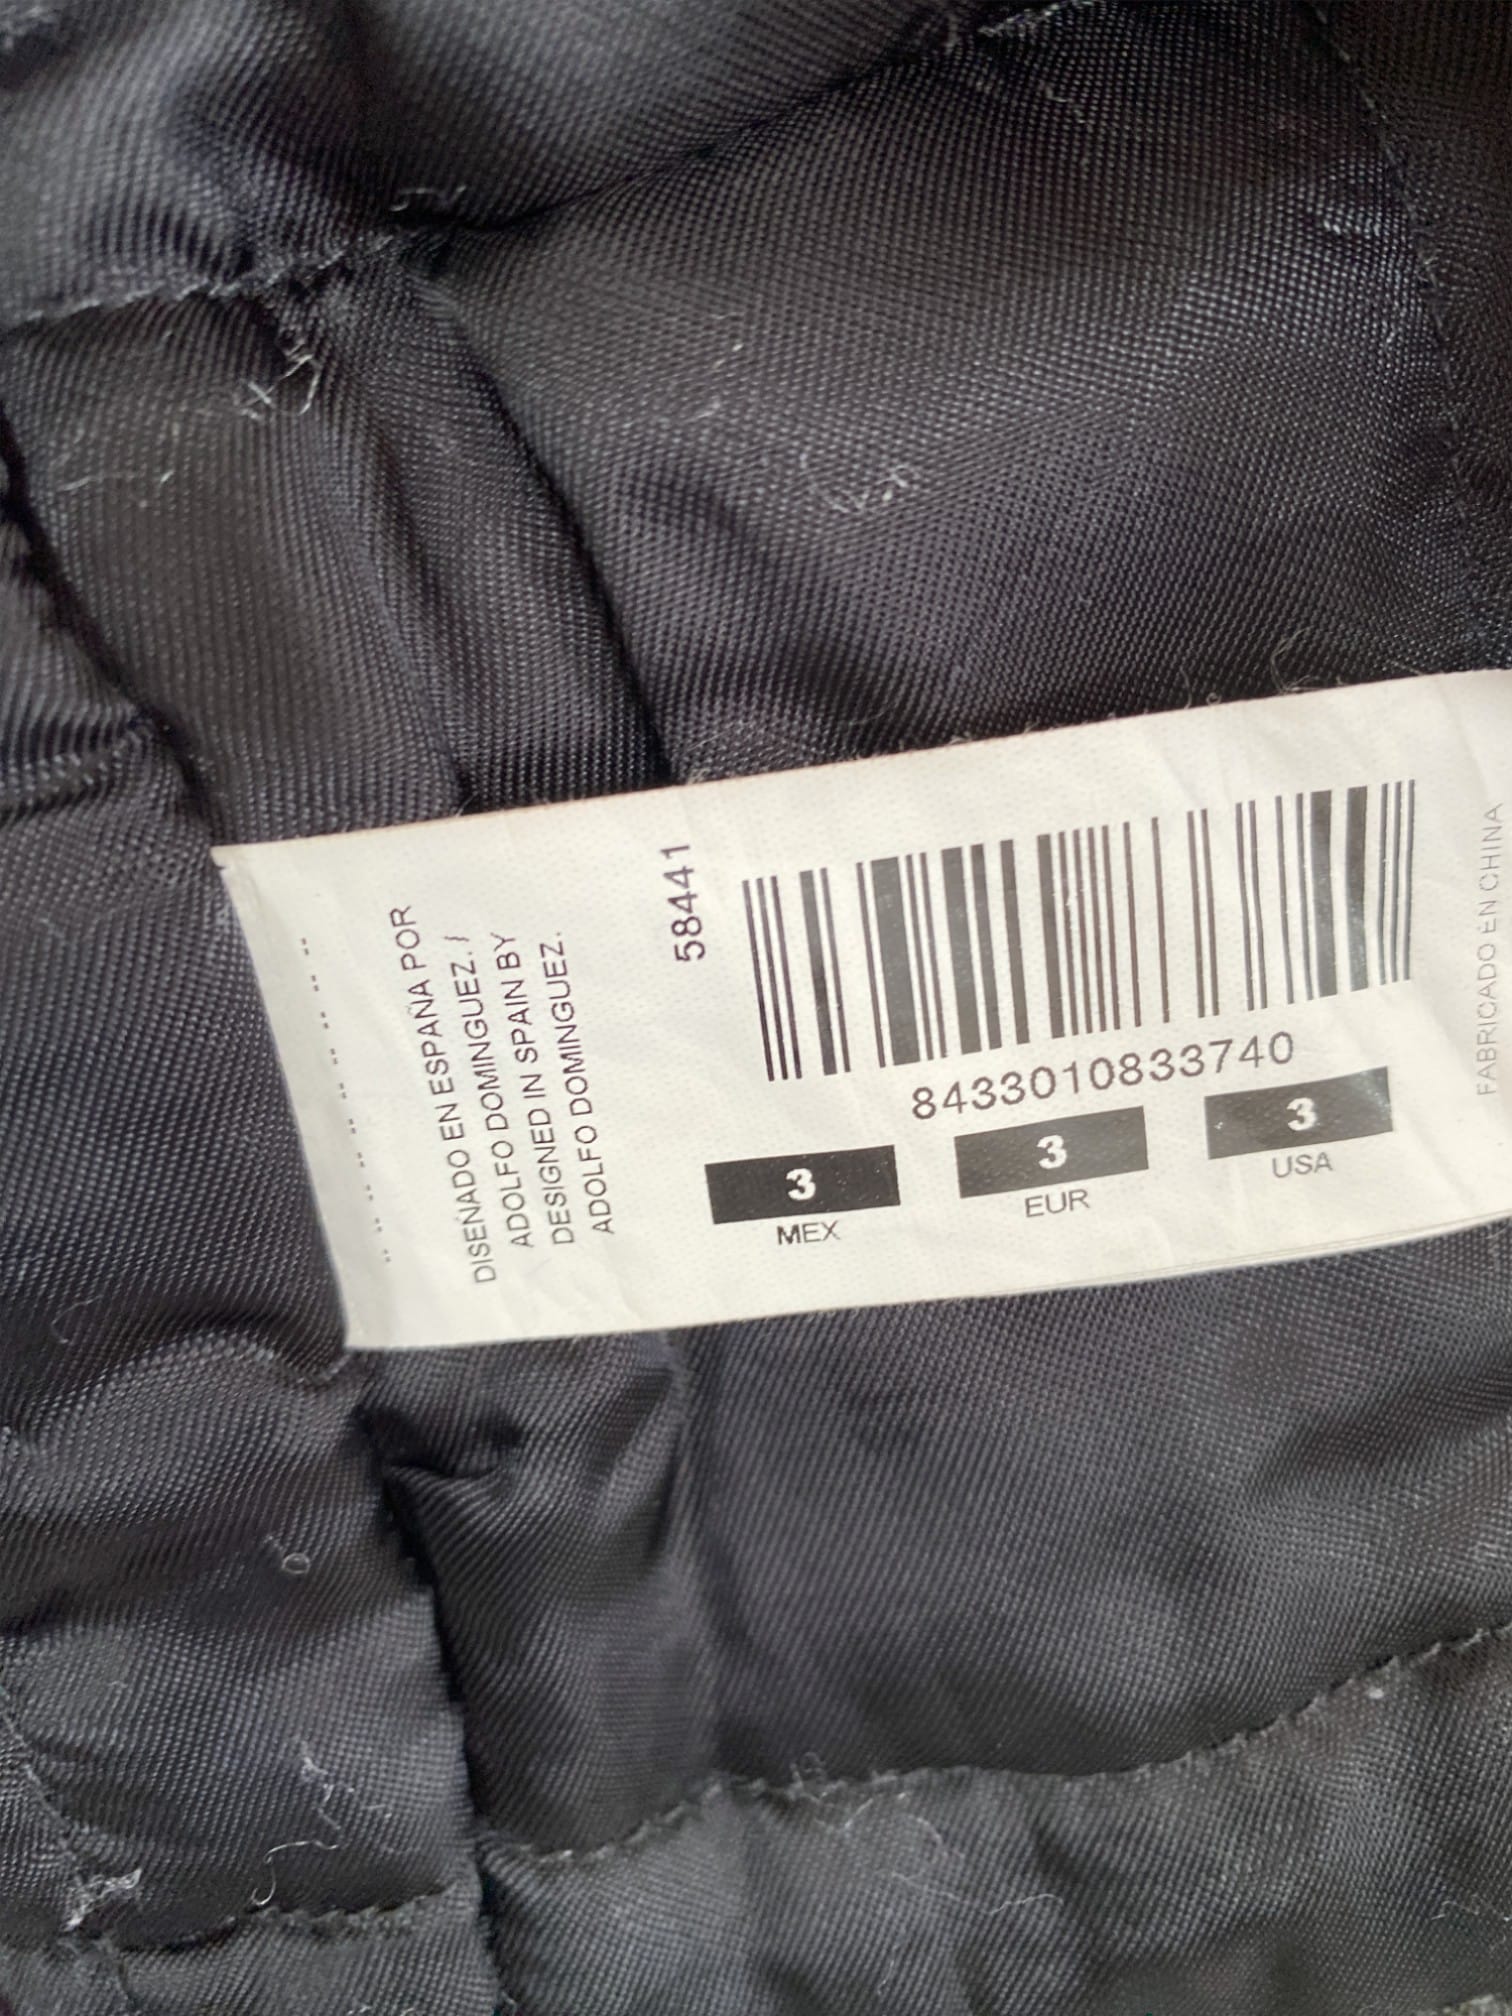 DISEÑADO EN ESPAÑA POR
ADOLFO DOMINGUEZ. /
DESIGNED IN SPAIN BY
ADOLFO DOMINGUEZ.
58441
8433010833740
3 3 3
MEX EUR USA
FABRICADO EN CHINA